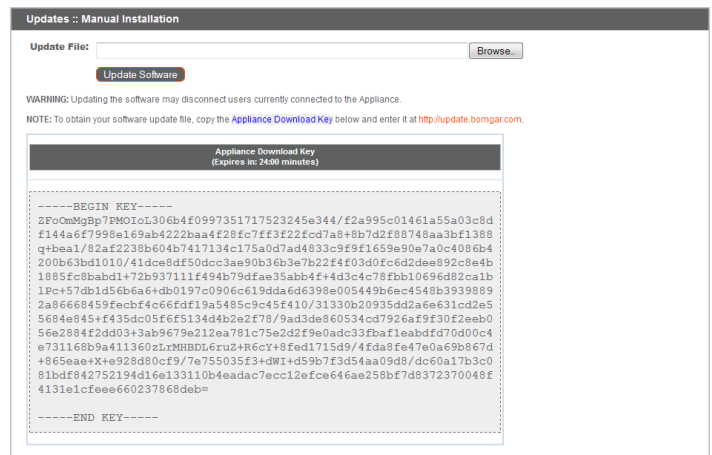 Updates :: Manual Installation
Update File:
Browse..
Update Software
WARNING: Updating the software may disconnect users currently connected to the Appliance.
NOTE: To obtain your software update file, copy the Appliance Download Key below and enter it at http://update.bomgar.com.
Appliance Download Key
(Expires in: 24:00 minutes)
-----BEGIN KEY-----
ZFoOmMgBp7PMOIoL306b4f0997351717523245e344/f2a995c01461a55a03c8d
f144a6f7998e169ab4222baa4f28fc7ff3f22fcd7a8+8b7d2f88748aa3bf1388
q+bea1/82af2238b604b7417134c175a0d7ad4833c9f9f1659e90e7a0c4086b4
200b63bd1010/41dce8df50dcc3ae90b36b3e7b22f4f03d0fc6d2dee892c8e4b
1885fc8babd1+72b937111f494b79dfae35abb4f+4d3c4c78fbb10696d82ca1b
1Pc+57db1d56b6a6+db0197c0906c619dda6d6398e005449b6ec4548b3939889
2a86668459fecbf4c66fdf19a5485c9c45f410/31330b20935dd2a6e631cd2e5
5684e845+f435dc05f6f5134d4b2e2f78/9ad3de860534cd7926af9f30f2eeb0
56e2884f2dd03+3ab9679e212ea781c75e2d2f9e0adc33fbaf1eabdfd70d00c4
e731168b9a411360zLrMHBDL6ruZ+R6cY+8fed1715d9/4fda8fe47e0a69b867d
+865eae+X+e928d80cf9/7e755035f3+dWI+d59b7f3d54aa09d8/dc60a17b3c0
81bdf842752194d16e133110b4eadac7ecc12efce646ae258bf7d8372370048f
4131e1cfeee660237868deb=
-----END KEY-----